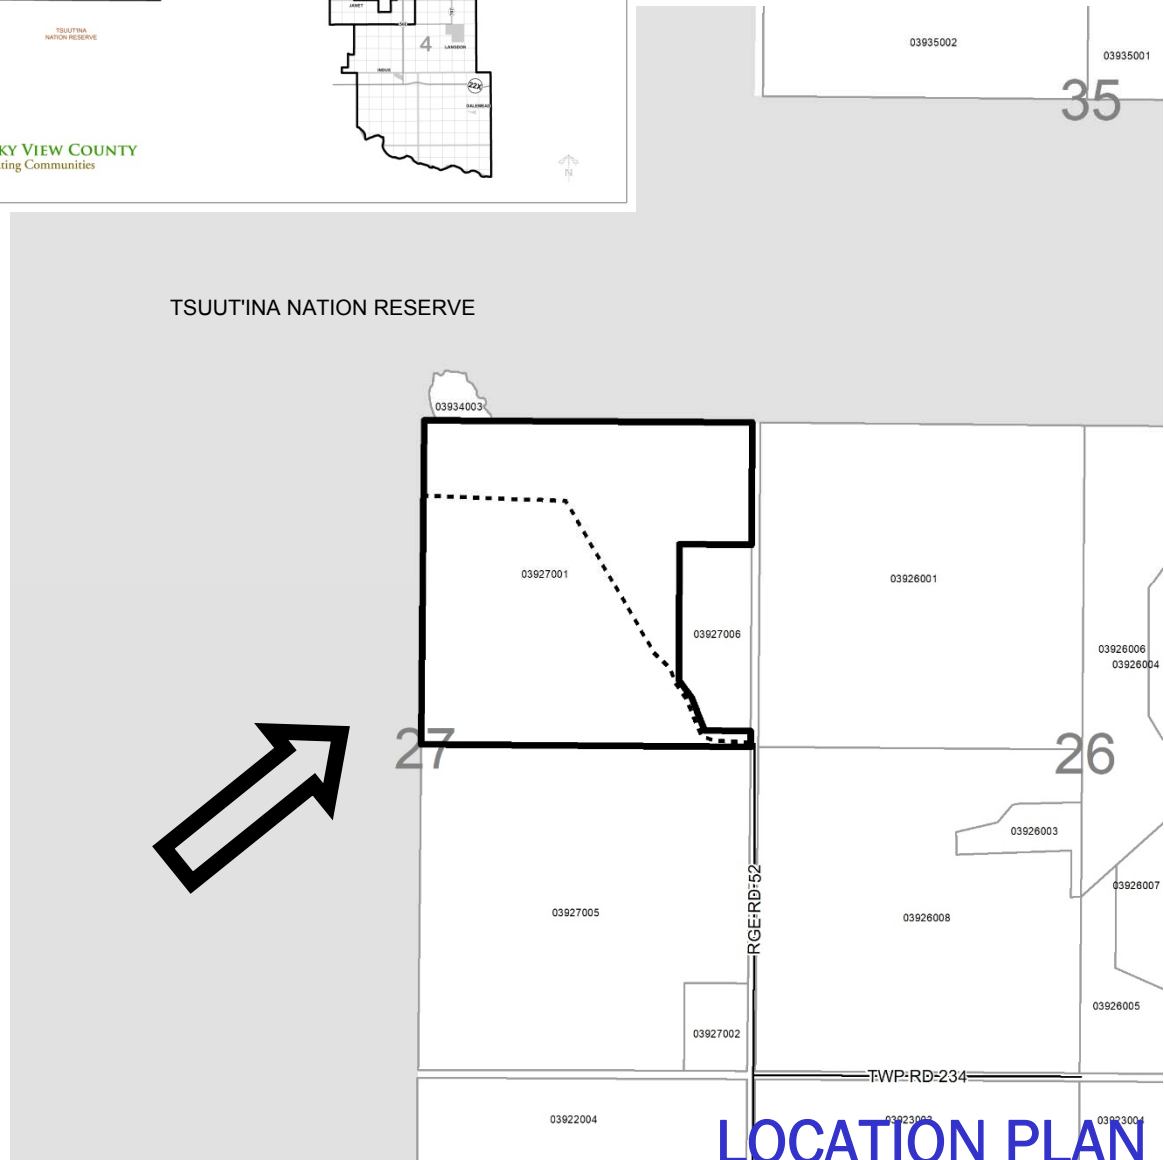 JANET
TSUUT'INA
NATION RESERVE
4
LANGDON
INDUS
22X
DALEMEAD
KY VIEW COUNTY
ting Communities
N
03935002
03935001
35
TSUUT'INA NATION RESERVE
03934003
03927001
03926001
03927006
03926006
03926004
27
26
03926003
RGE RD 52
03926007
03927005
03926008
03926005
03927002
TWP RD 234
03922004
03923004
LOCATION PLAN